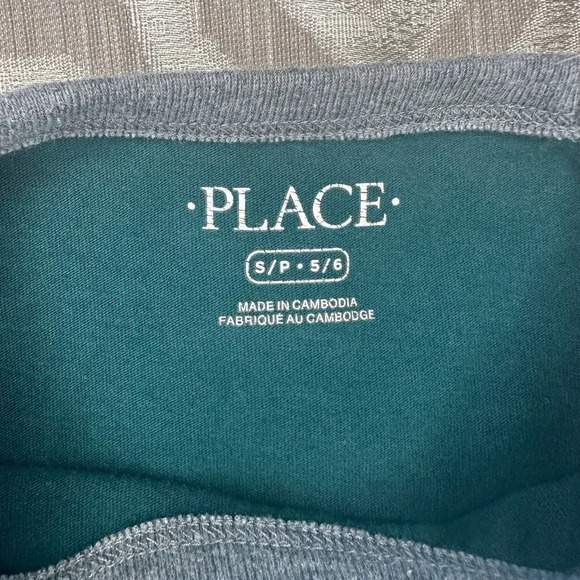 ·PLACE·
S/P • 5/6
MADE IN CAMBODIA
FABRIQUÉ AU CAMBODGE